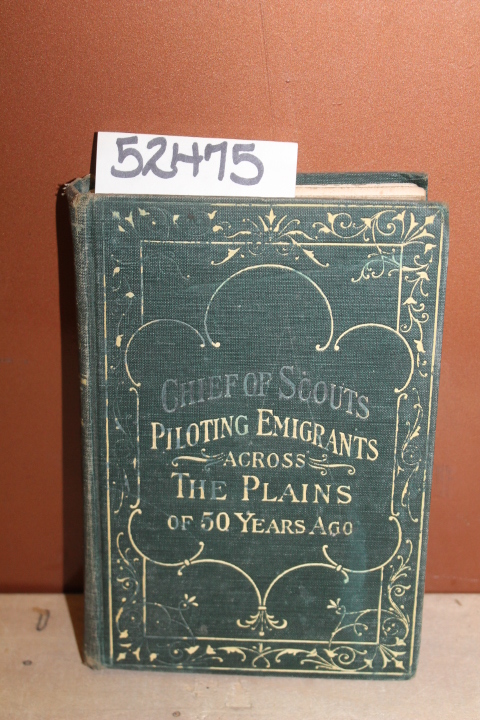 52475
CHIEF OF SCOUTS
PILOTING EMIGRANTS
ACROSS
THE PLAINS
OF 50 YEARS AGO